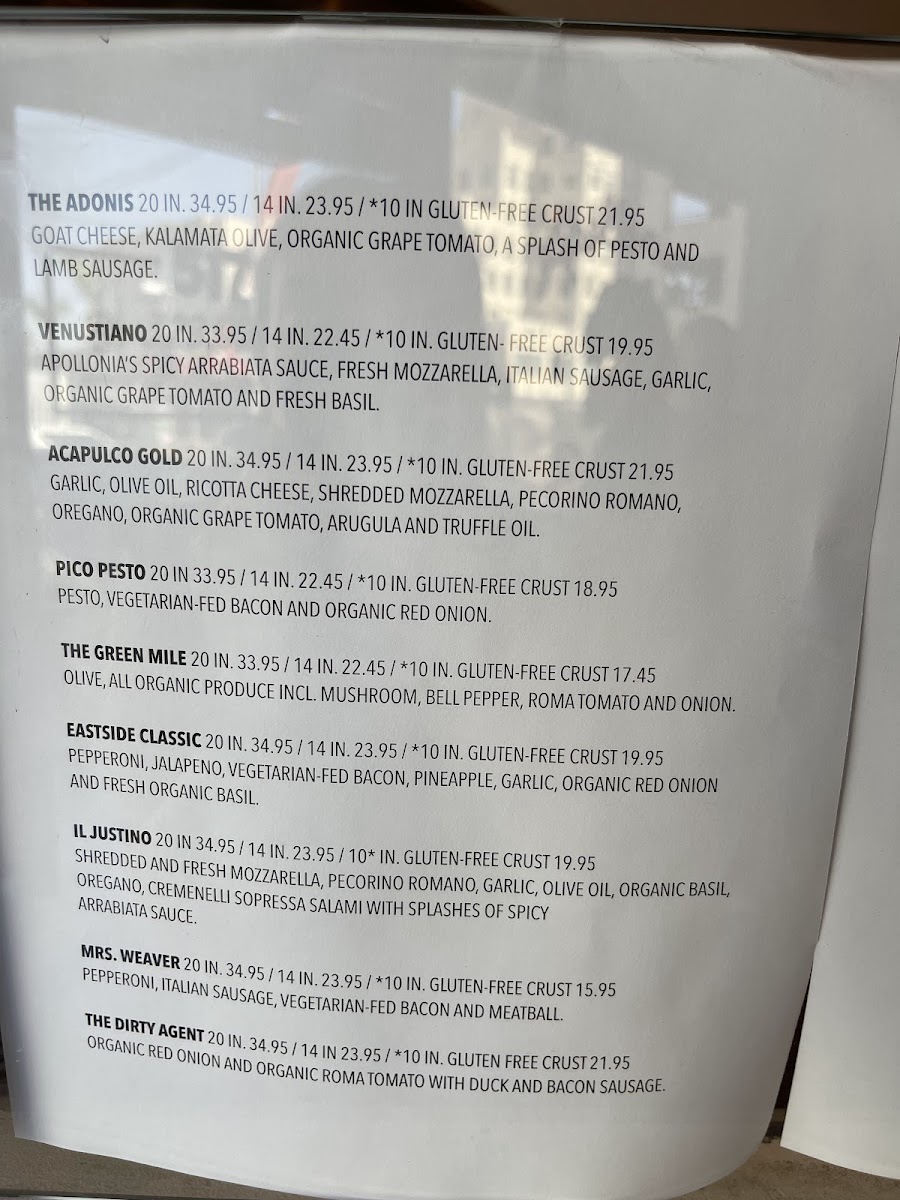 THE ADONIS 20 IN. 34.95 / 14 IN. 23.95 / *10 IN GLUTEN-FREE CRUST 21.95
GOAT CHEESE, KALAMATA OLIVE, ORGANIC GRAPE TOMATO, A SPLASH OF PESTO AND
LAMB SAUSAGE.
VENUSTIANO 20 IN. 33.95 / 14 IN. 22.45 / *10 IN. GLUTEN- FREE CRUST 19.95
APOLLONIA'S SPICY ARRABIATA SAUCE, FRESH MOZZARELLA, ITALIAN SAUSAGE, GARLIC,
ORGANIC GRAPE TOMATO AND FRESH BASIL.
ACAPULCO GOLD 20 IN. 34.95 / 14 IN. 23.95 / *10 IN. GLUTEN-FREE CRUST 21.95
GARLIC, OLIVE OIL, RICOTTA CHEESE, SHREDDED MOZZARELLA, PECORINO ROMANO,
OREGANO, ORGANIC GRAPE TOMATO, ARUGULA AND TRUFFLE OIL.
PICO PESTO 20 IN 33.95 / 14 IN. 22.45 / *10 IN. GLUTEN-FREE CRUST 18.95
PESTO, VEGETARIAN-FED BACON AND ORGANIC RED ONION.
THE GREEN MILE 20 IN. 33.95 / 14 IN. 22.45 / *10 IN. GLUTEN-FREE CRUST 17.45
OLIVE, ALL ORGANIC PRODUCE INCL. MUSHROOM, BELL PEPPER, ROMA TOMATO AND ONION.
EASTSIDE CLASSIC 20 IN. 34.95 / 14 IN. 23.95 / *10 IN. GLUTEN-FREE CRUST 19.95
PEPPERONI, JALAPENO, VEGETARIAN-FED BACON, PINEAPPLE, GARLIC, ORGANIC RED ONION
AND FRESH ORGANIC BASIL.
IL JUSTINO 20 IN 34.95 / 14 IN. 23.95 / 10* IN. GLUTEN-FREE CRUST 19.95
SHREDDED AND FRESH MOZZARELLA, PECORINO ROMANO, GARLIC, OLIVE OIL, ORGANIC BASIL,
OREGANO, CREMENELLI SOPRESSA SALAMI WITH SPLASHES OF SPICY
ARRABIATA SAUCE.
MRS. WEAVER 20 IN. 34.95 / 14 IN. 23.95 / *10 IN. GLUTEN-FREE CRUST 15.95
PEPPERONI, ITALIAN SAUSAGE, VEGETARIAN-FED BACON AND MEATBALL.
THE DIRTY AGENT 20 IN. 34.95 / 14 IN 23.95 / *10 IN. GLUTEN FREE CRUST 21.95
ORGANIC RED ONION AND ORGANIC ROMA TOMATO WITH DUCK AND BACON SAUSAGE.